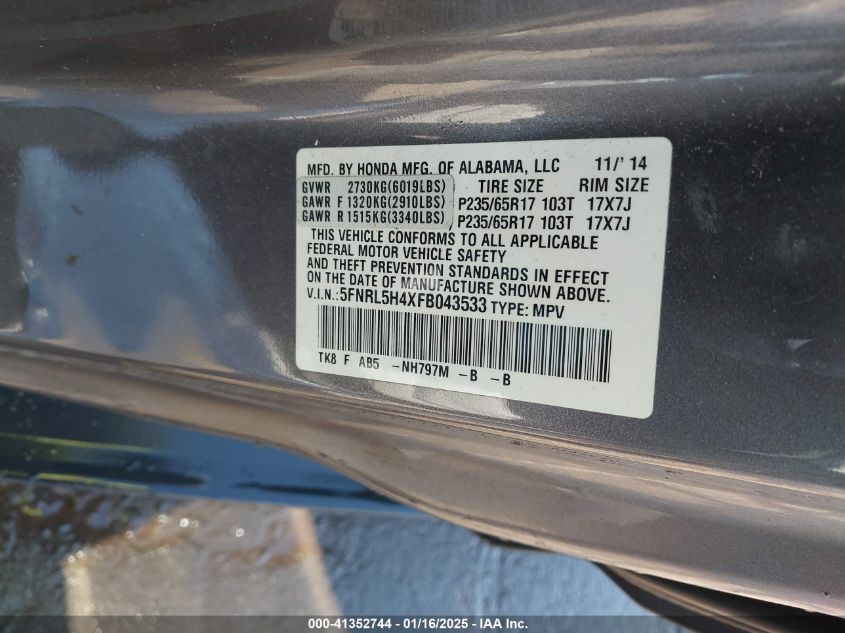 MFD. BY HONDA MFG. OF ALABAMA, LLC 11/' 14
GVWR 2730KG(6019LBS) TIRE SIZE RIM SIZE
GAWR F 1320KG(2910LBS) P235/65R17 103T 17X7J
GAWR R 1515KG(3340LBS) P235/65R17 103T 17X7J
THIS VEHICLE CONFORMS TO ALL APPLICABLE
FEDERAL MOTOR VEHICLE SAFETY
AND THEFT PREVENTION STANDARDS IN EFFECT
ON THE DATE OF MANUFACTURE SHOWN ABOVE.
V.I.N.: 5FNRL5H4XFB043533 TYPE: MPV
TK8 F AB5 -NH797M -B -B
000-41352744 - 01/16/2025 - IAA Inc.